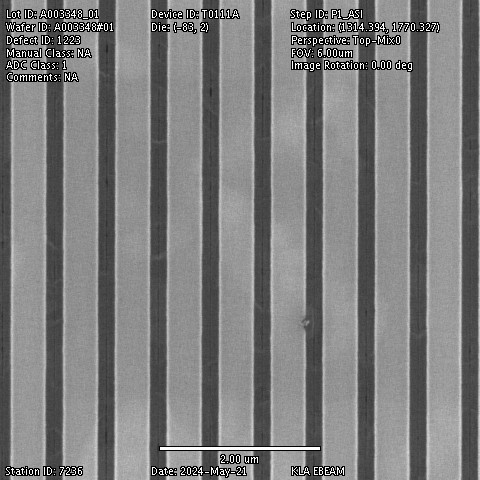 Lot ID: A003348_01
Wafer ID: A003348#01
Defect ID: 1223
Manual Class: NA
ADC Class: 1
Comments: NA
Device ID: T0111A
Die: (-83, 2)
Step ID: P1_ASI
Location: (1314.394, 1770.327)
Perspective: Top-Mix0
FOV: 6.00um
Image Rotation: 0.00 deg
2.00 um
Station ID: 7236
Date: 2024-May-21
KLA EBEAM